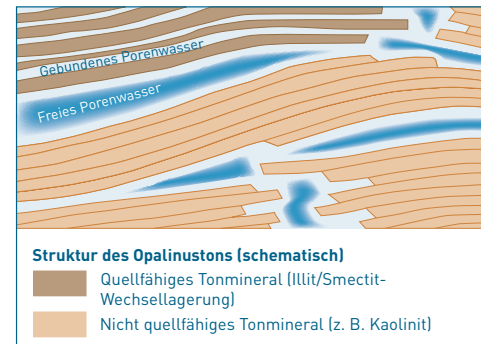 Gebundenes Porenwasser
Freies Porenwasser
Struktur des Opalinustons (schematisch)
Quellfähiges Tonmineral (Illit/Smectit-
Wechsellagerung)
Nicht quellfähiges Tonmineral (z. B. Kaolinit)